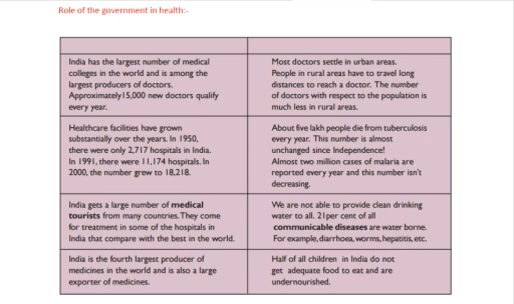 Role of the government in health:-
India has the largest number of medical
colleges in the world and is among the
largest producers of doctors.
Approximately15,000 new doctors qualify
every year.
Most doctors settle in urban areas.
People in rural areas have to travel long
distances to reach a doctor. The number
of doctors with respect to the population is
much less in rural areas.
Healthcare facilities have grown
substantially over the years. In 1950,
there were only 2,717 hospitals in India.
In 1991, there were 11,174 hospitals. In
2000, the number grew to 18,218.
About five lakh people die from tuberculosis
every year. This number is almost
unchanged since Independence!
Almost two million cases of malaria are
reported every year and this number isn't
decreasing.
India gets a large number of medical
tourists from many countries.They come
for treatment in some of the hospitals in
India that compare with the best in the world.
We are not able to provide clean drinking
water to all. 21per cent of all
communicable diseases are water borne.
For example,diarrhoea, worms,hepatitis, etc.
India is the fourth largest producer of
medicines in the world and is also a large
exporter of medicines.
Half of all children in India do not
get adequate food to eat and are
undernourished.